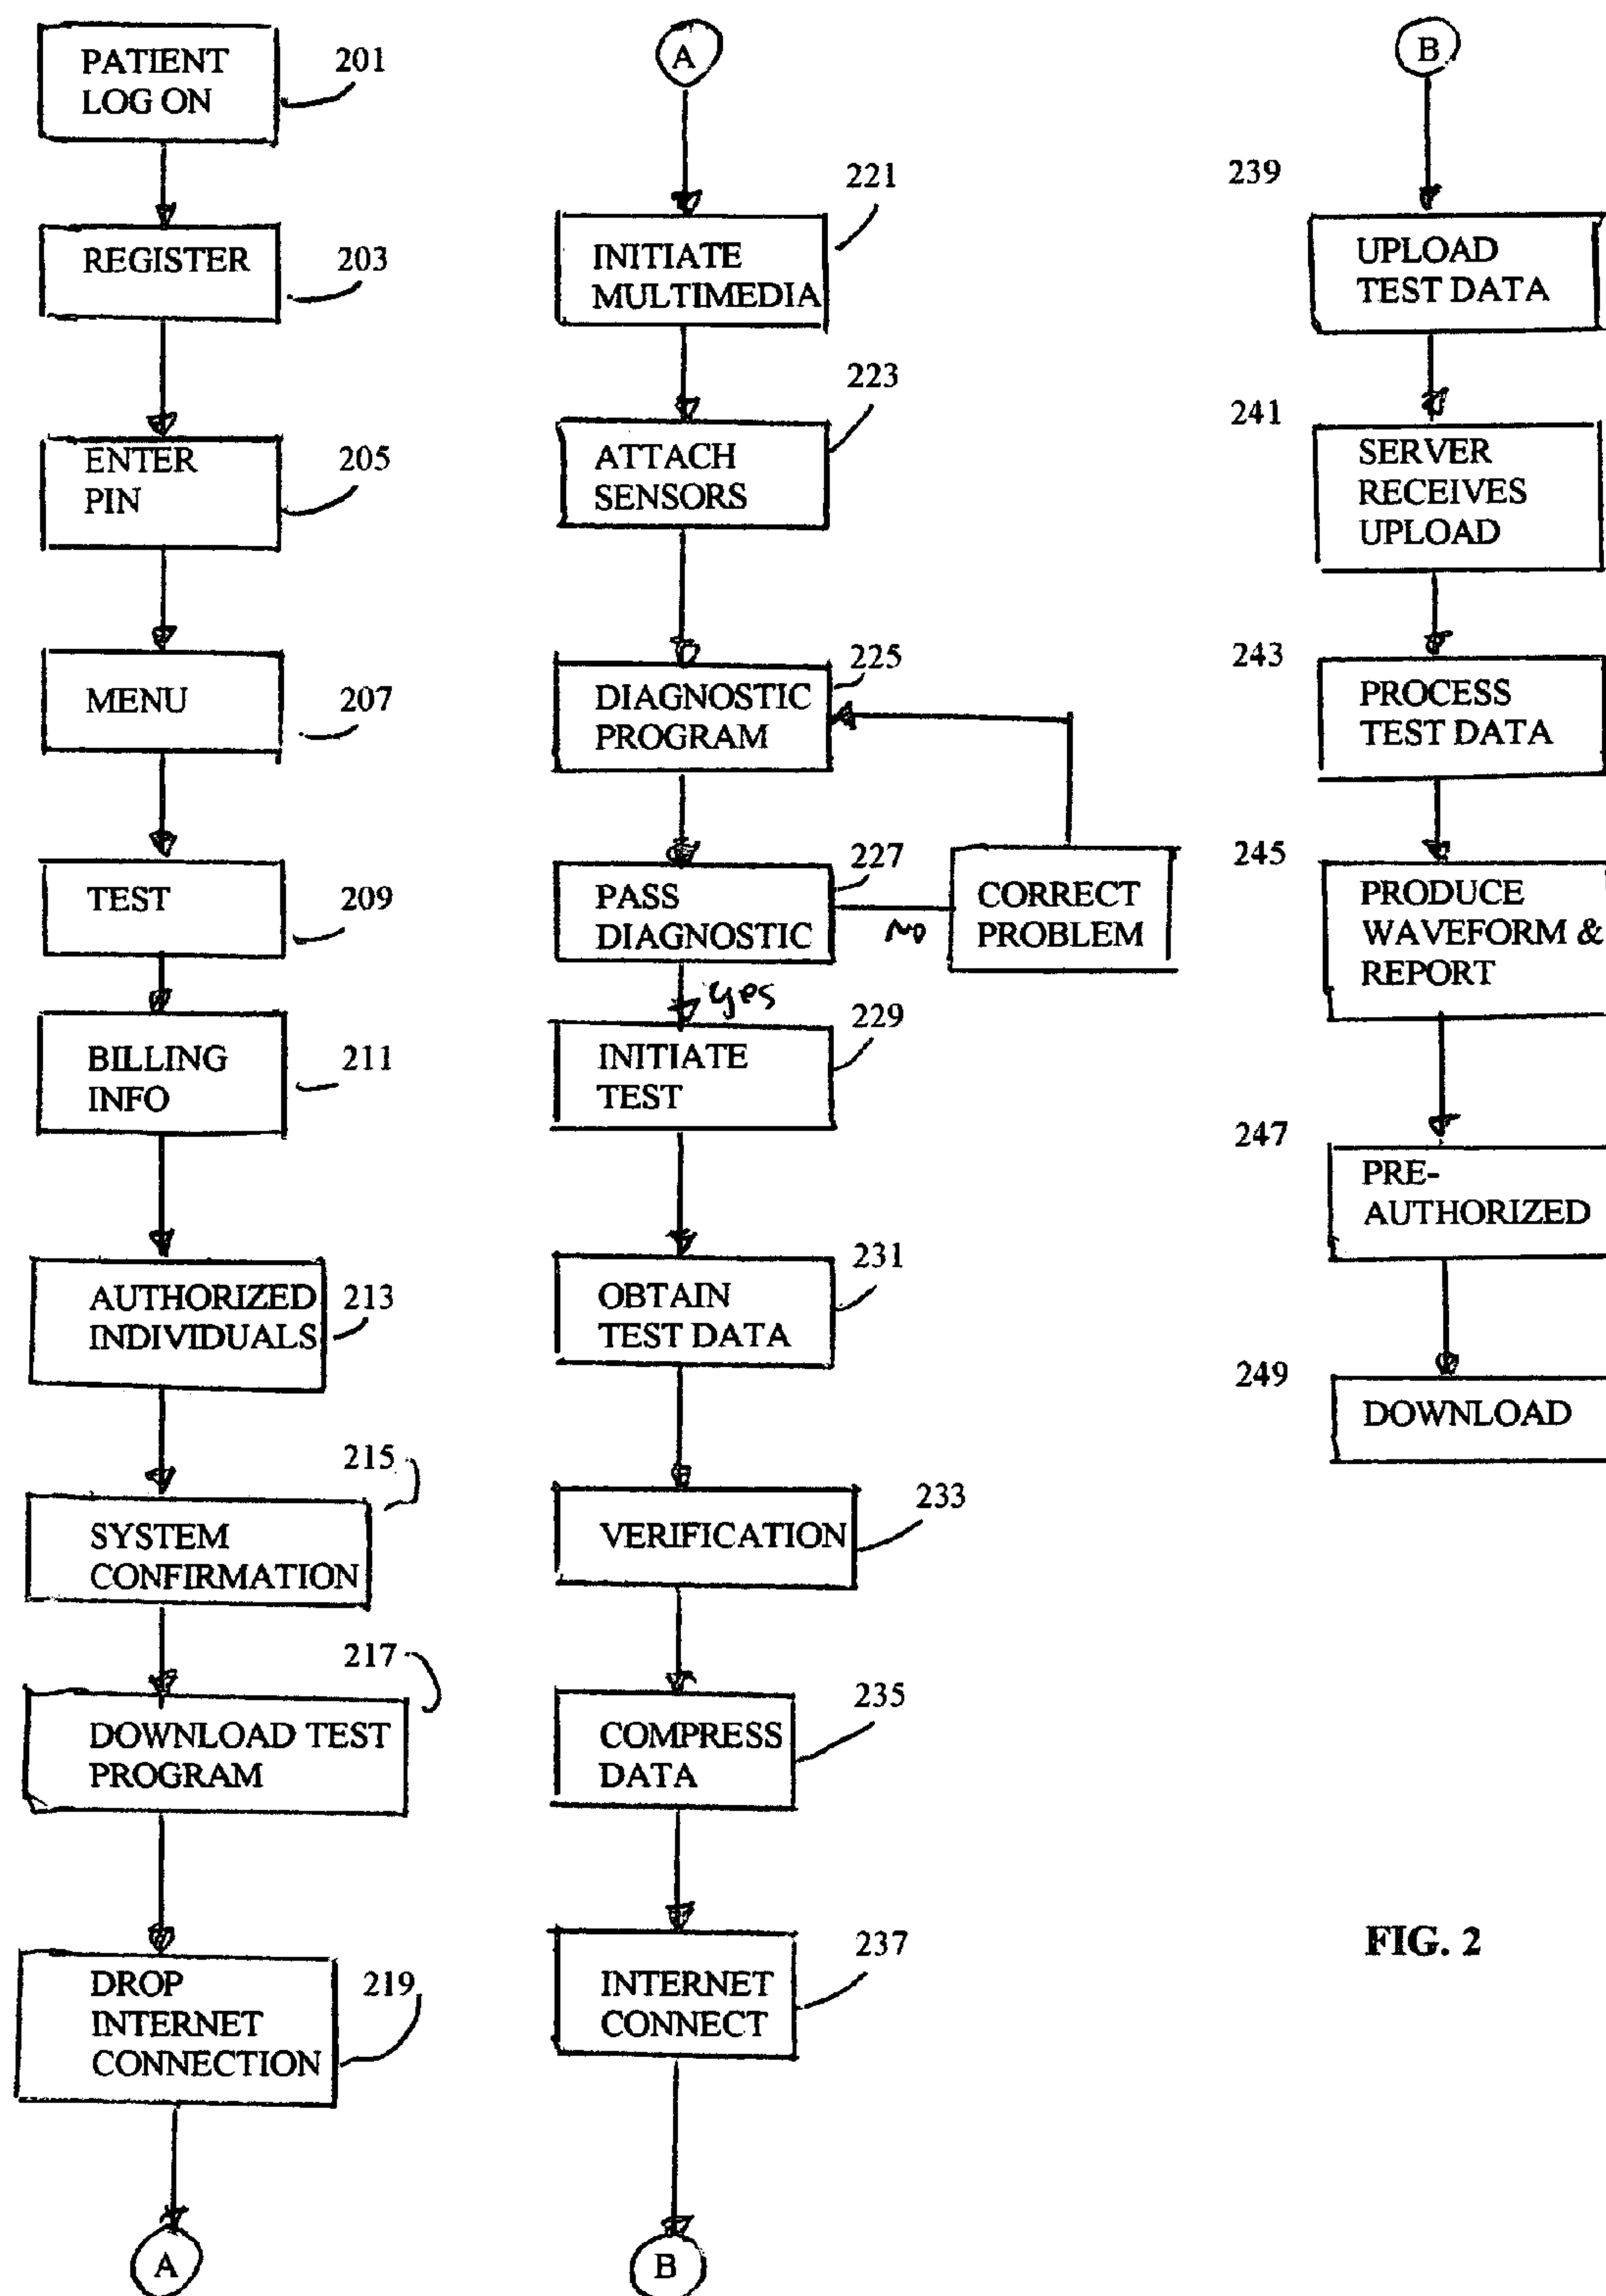 PATIENT
LOG ON
201
REGISTER
203
ENTER
PIN
205
MENU
207
TEST
209
BILLING
INFO
211
AUTHORIZED
INDIVIDUALS
213
215
SYSTEM
CONFIRMATION
217
DOWNLOAD TEST
PROGRAM
DROP
INTERNET
CONNECTION
219
A
A
221
INITIATE
MULTIMEDIA
223
ATTACH
SENSORS
225
DIAGNOSTIC
PROGRAM
227
PASS
DIAGNOSTIC
NO
CORRECT
PROBLEM
yes
229
INITIATE
TEST
231
OBTAIN
TEST DATA
233
VERIFICATION
235
COMPRESS
DATA
237
INTERNET
CONNECT
B
B
239
UPLOAD
TEST DATA
241
SERVER
RECEIVES
UPLOAD
243
PROCESS
TEST DATA
245
PRODUCE
WAVEFORM &
REPORT
247
PRE-
AUTHORIZED
249
DOWNLOAD
FIG. 2